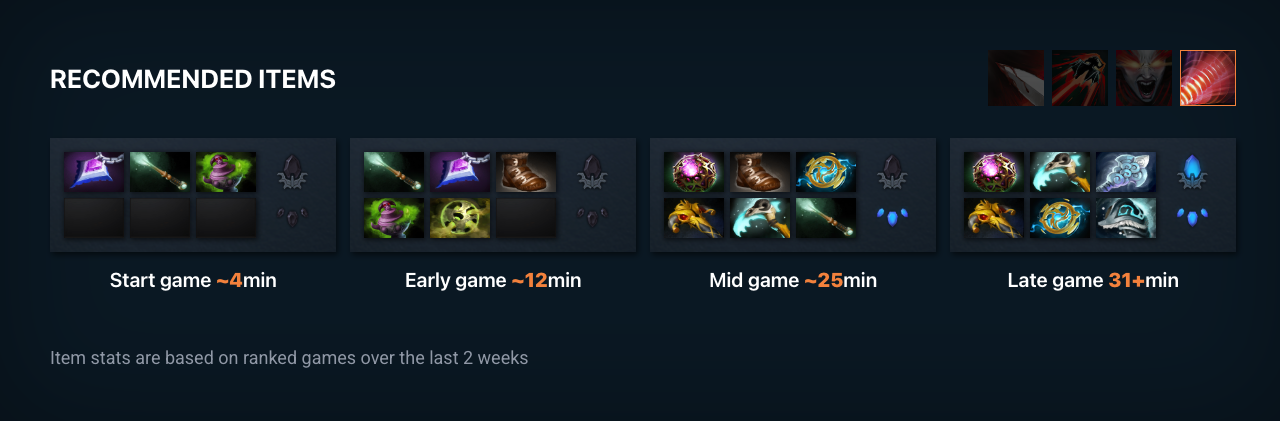 RECOMMENDED ITEMS
Start game ~4min
Early game ~12min
Mid game ~25min
Late game 31+min
Item stats are based on ranked games over the last 2 weeks